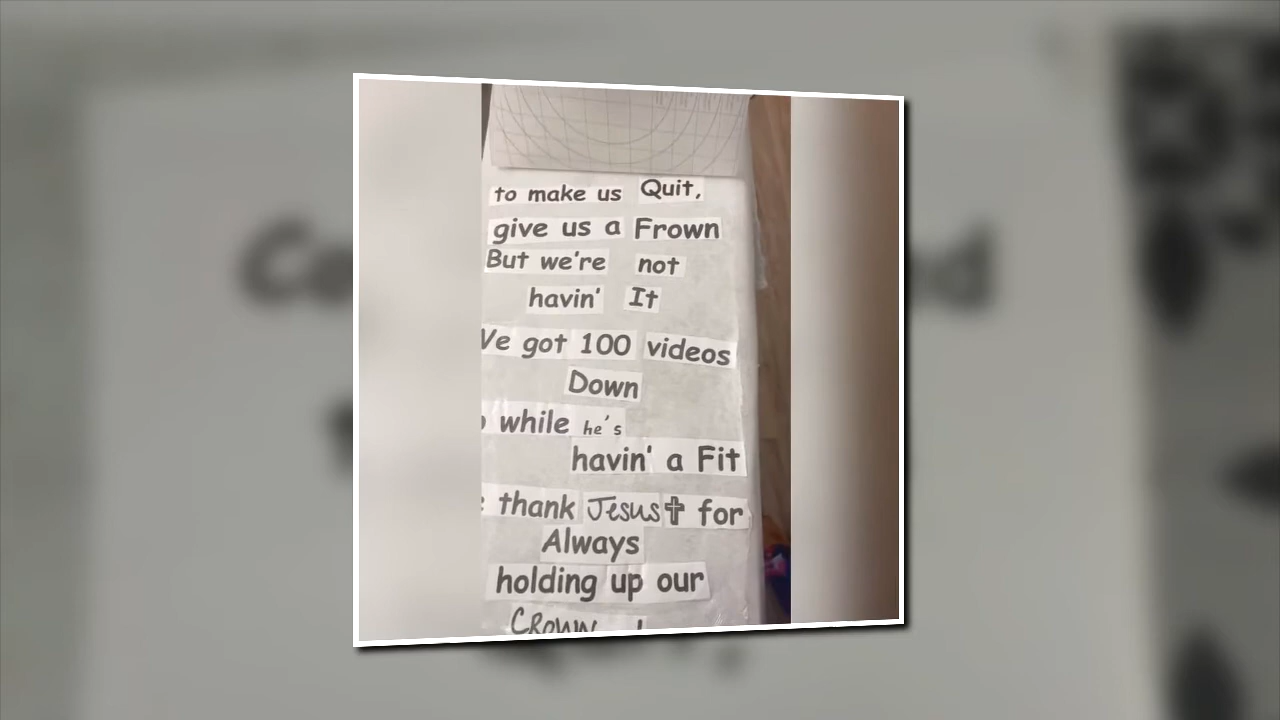 to make us Quit,
give us a Frown
But we're not
havin' It
got 100 videos
Down
while he's
havin' a Fit
thank Jesus✝ for
Always
holding up our
Crown